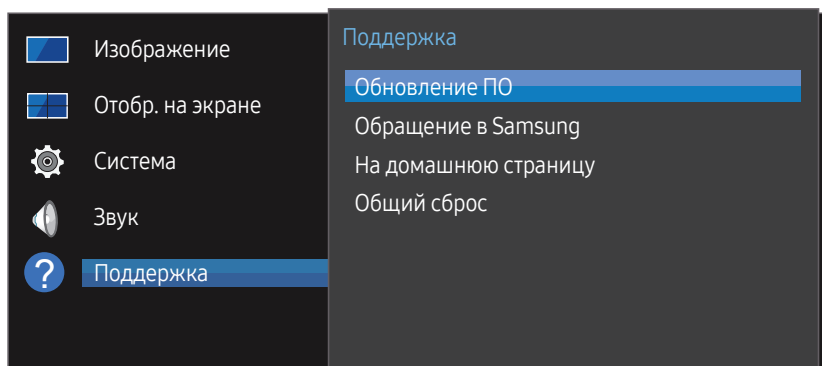 Изображение
Отобр. на экране
Система
Звук
Поддержка
Поддержка
Обновление ПО
Обращение в Samsung
На домашнюю страницу
Общий сброс